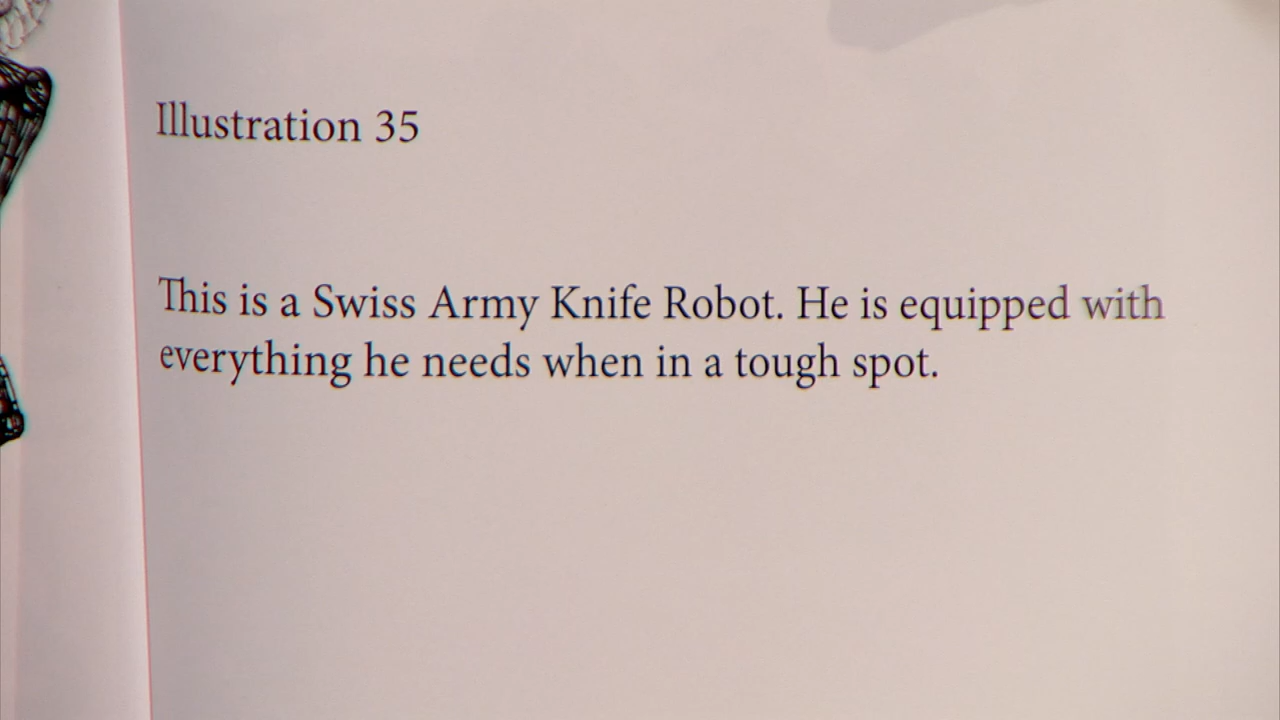 Illustration 35
This is a Swiss Army Knife Robot. He is equipped with
everything he needs when in a tough spot.